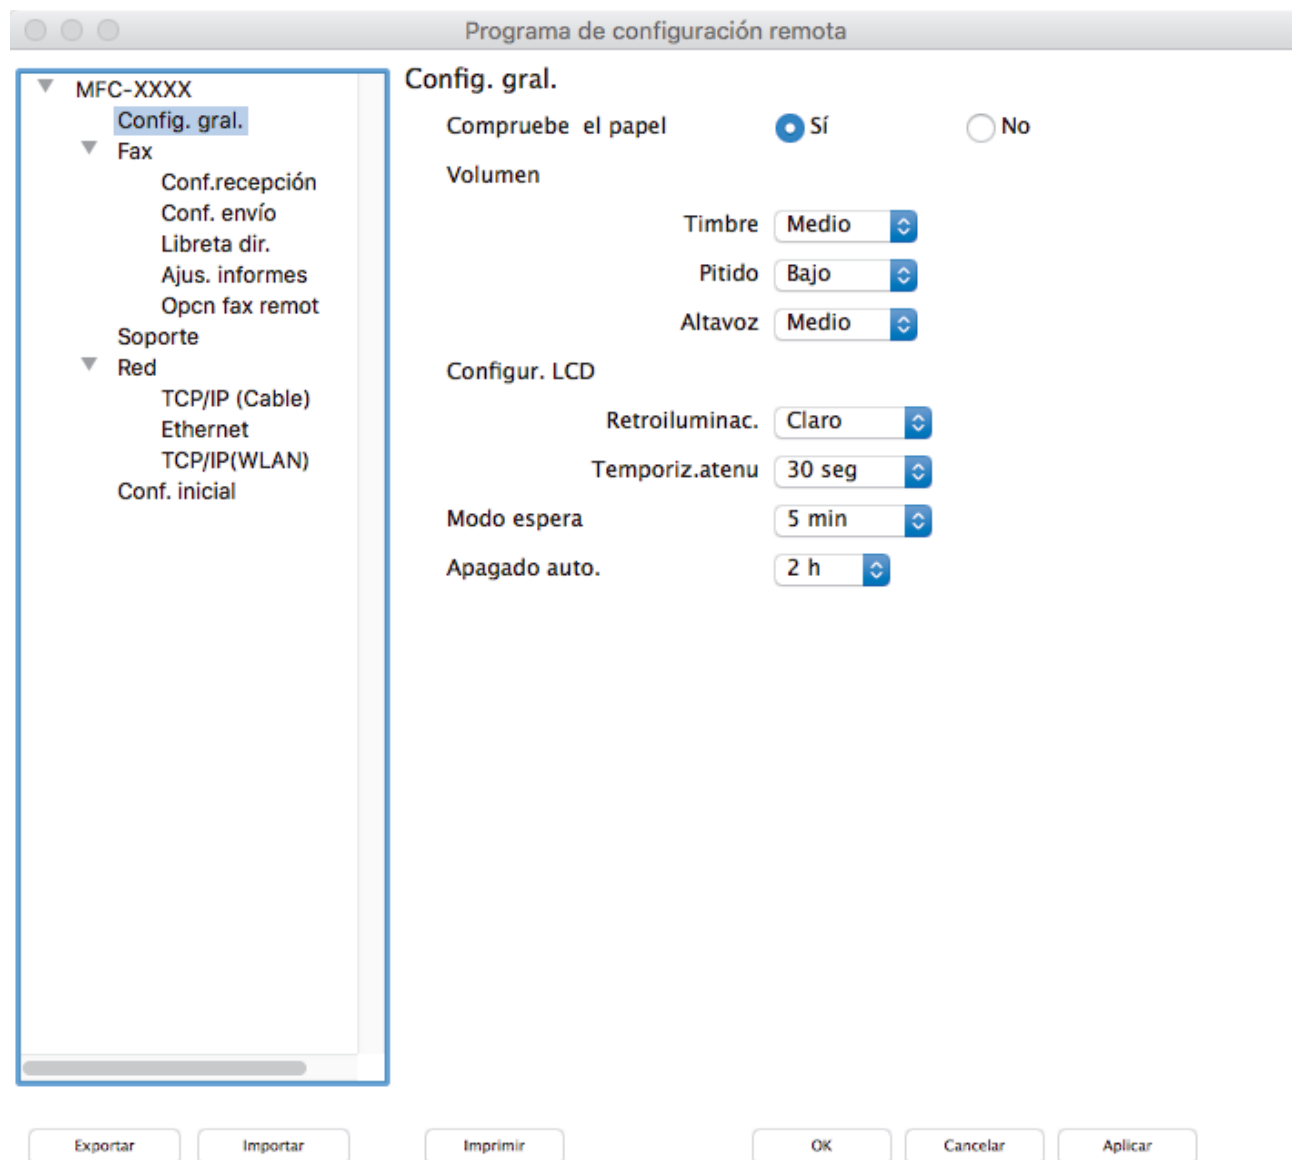 Programa de configuración remota
MFC-XXXX
Config. gral.
Fax
Conf.recepción
Conf. envío
Libreta dir.
Ajus. informes
Opcn fax remot
Soporte
Red
TCP/IP (Cable)
Ethernet
TCP/IP(WLAN)
Conf. inicial
Config. gral.
Compruebe el papel Sí No
Volumen
Timbre Medio
Pitido Bajo
Altavoz Medio
Configur. LCD
Retroiluminac. Claro
Temporiz.atenu 30 seg
Modo espera 5 min
Apagado auto. 2 h
Exportar Importar Imprimir OK Cancelar Aplicar